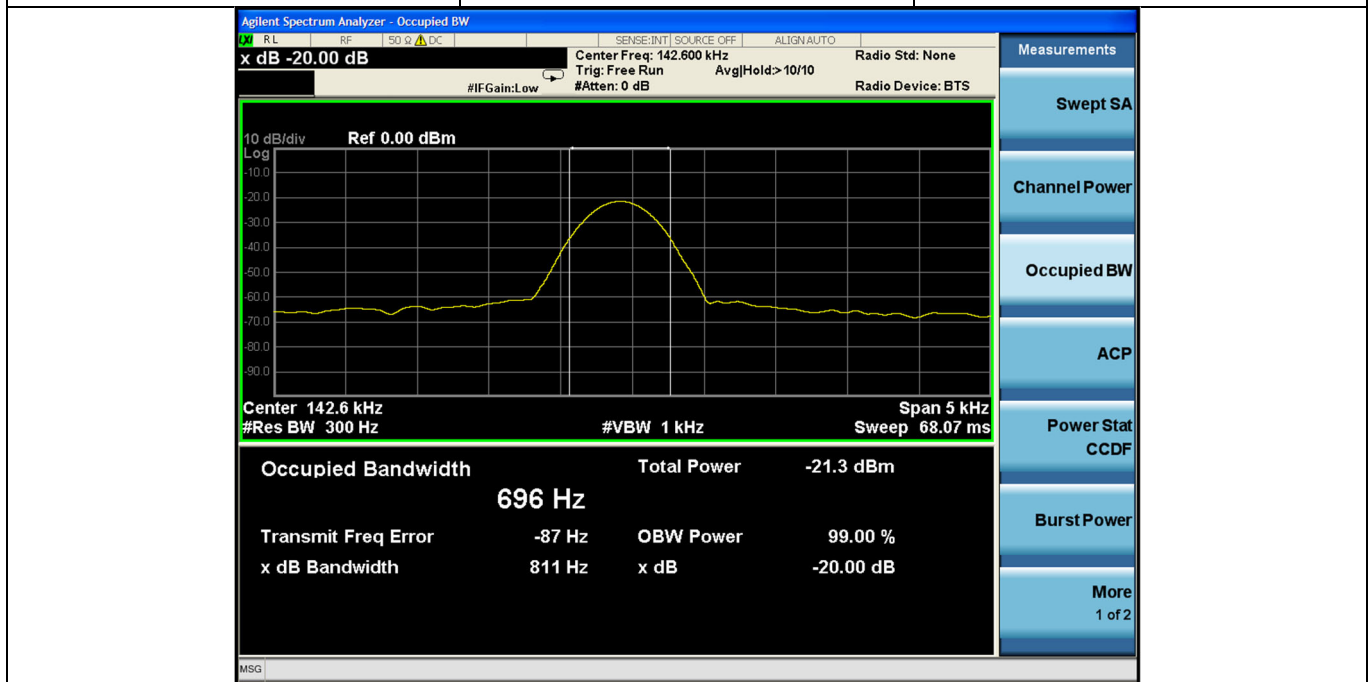 Agilent Spectrum Analyzer - Occupied BW
LXI RL RF 50 Ω DC SENSE:INT SOURCE OFF ALIGN AUTO
x dB -20.00 dB
Center Freq: 142.600 kHz
Radio Std: None
Trig: Free Run Avg|Hold:>10/10
#IFGain:Low #Atten: 0 dB
Radio Device: BTS
10 dB/div Ref 0.00 dBm
Log
-10.0
-20.0
-30.0
-40.0
-50.0
-60.0
-70.0
-80.0
-90.0
Center 142.6 kHz Span 5 kHz
#Res BW 300 Hz #VBW 1 kHz Sweep 68.07 ms
Occupied Bandwidth Total Power -21.3 dBm
696 Hz
Transmit Freq Error -87 Hz OBW Power 99.00 %
x dB Bandwidth 811 Hz x dB -20.00 dB
MSG
Measurements
Swept SA
Channel Power
Occupied BW
ACP
Power Stat
CCDF
Burst Power
More
1 of 2